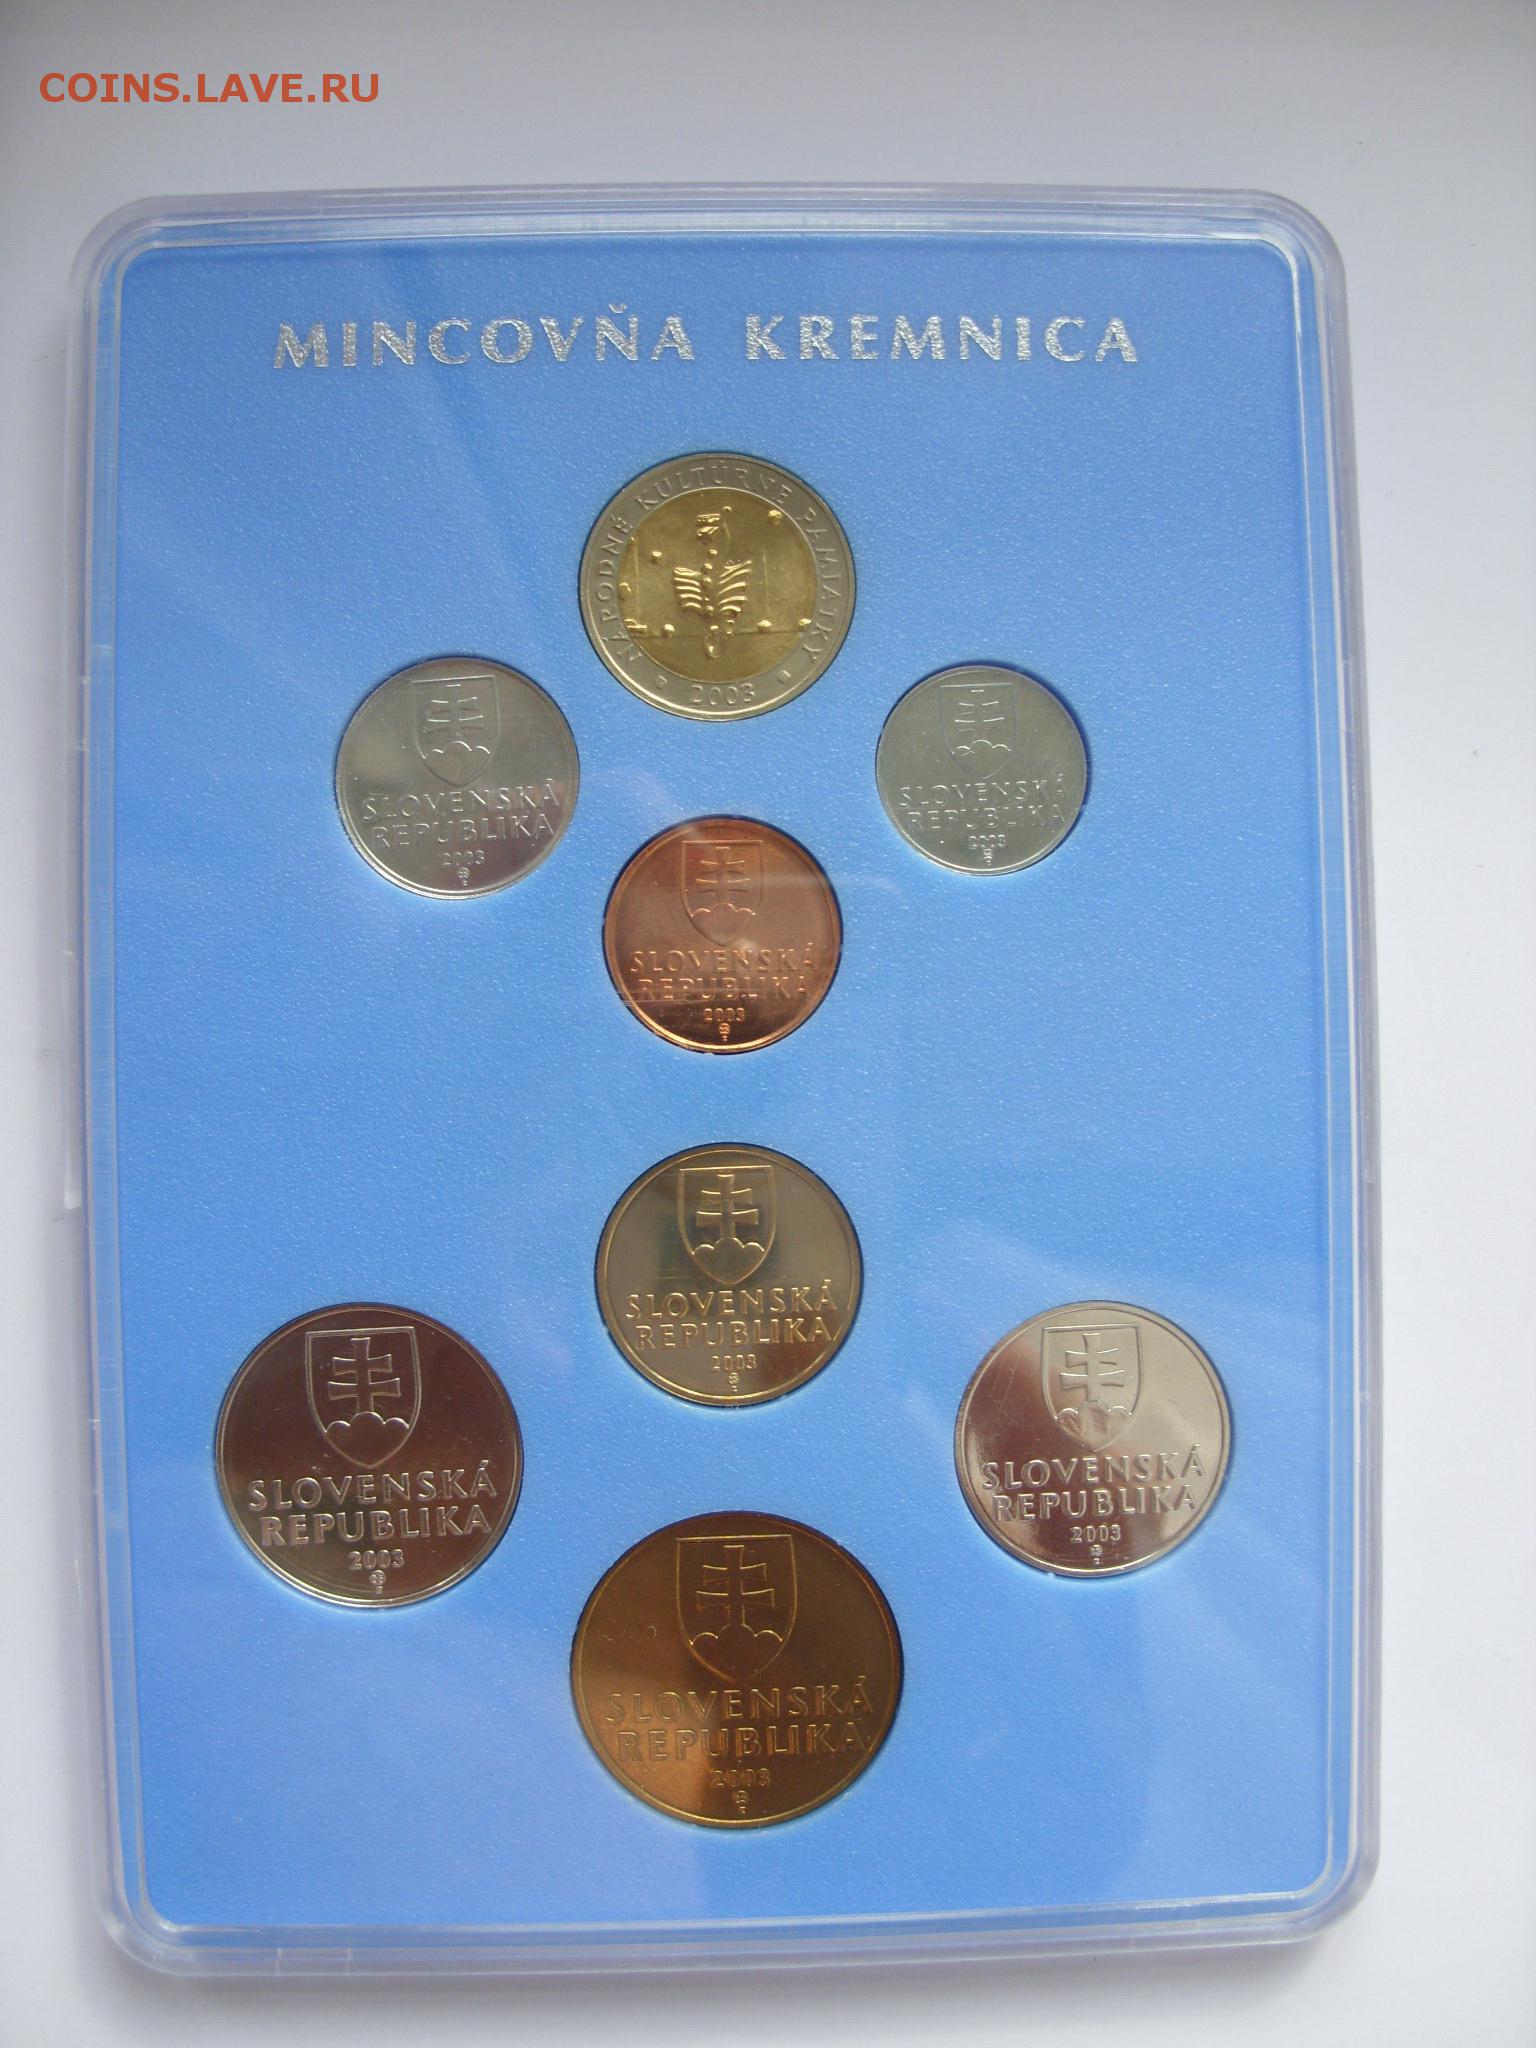 COINS.LAVE.RU
MINCOVŇA KREMNICA
NÁRODNÉ KULTÚRNE PAMIATKY
2003
SLOVENSKÁ
REPUBLIKA
2003
SLOVENSKÁ
REPUBLIKA
2003
SLOVENSKÁ
REPUBLIKA
2003
SLOVENSKÁ
REPUBLIKA
2003
SLOVENSKÁ
REPUBLIKA
2003
SLOVENSKÁ
REPUBLIKA
2003
SLOVENSKÁ
REPUBLIKA
2003